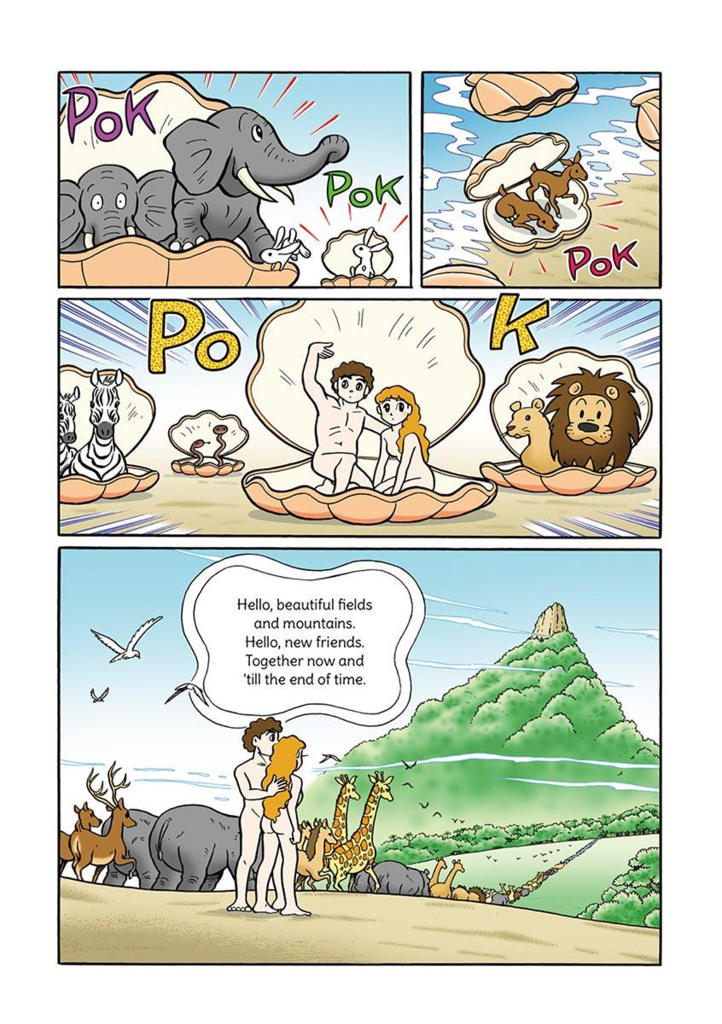 PoK
PoK
PoK
Po K
Hello, beautiful fields
and mountains.
Hello, new friends.
Together now and
'till the end of time.